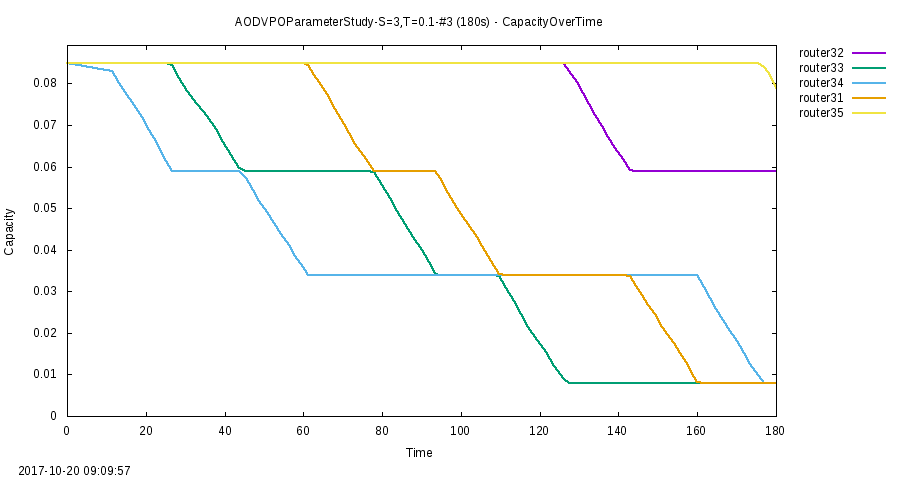 AODVPOParameterStudy-S=3,T=0.1-#3 (180s) - CapacityOverTime
router32
router33
router34
router31
router35
0.08
0.07
0.06
0.05
0.04
0.03
0.02
0.01
0
Capacity
0 20 40 60 80 100 120 140 160 180
Time
2017-10-20 09:09:57